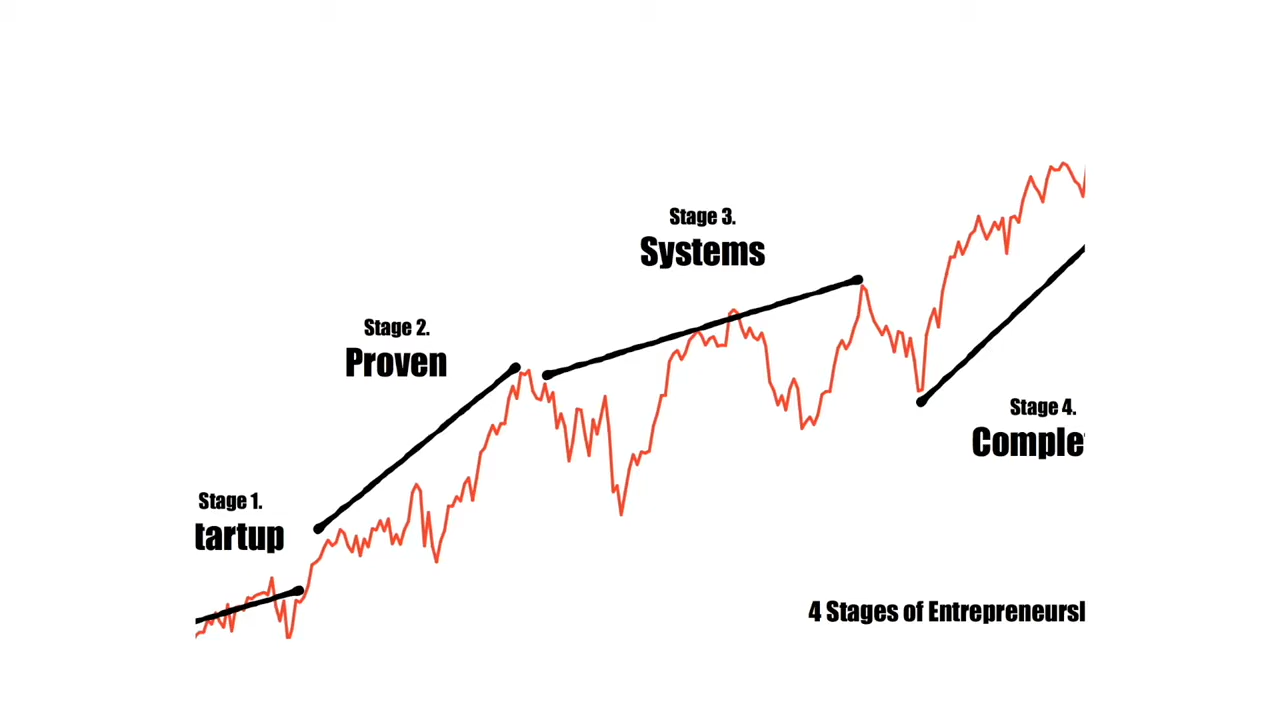 Stage 1.
tartup
Stage 2.
Proven
Stage 3.
Systems
Stage 4.
Comple
4 Stages of Entrepreneurs